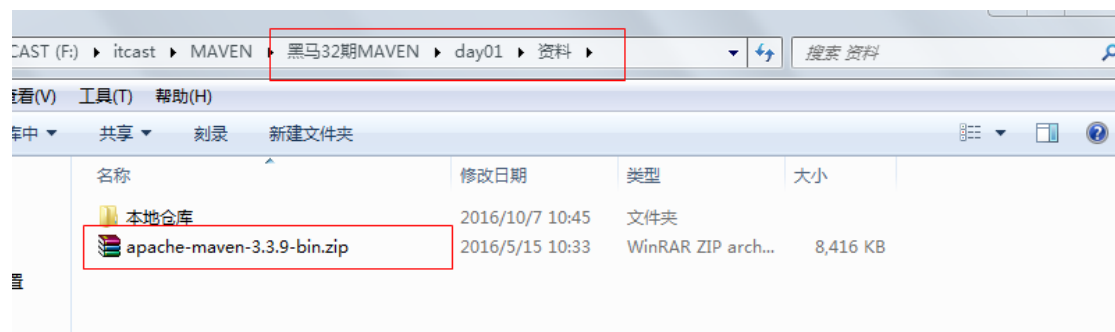 CAST (F:) ▸ itcast ▸ MAVEN ▸ 黑马32期MAVEN ▸ day01 ▸ 资料 ▸ 搜索 资料
查看(V) 工具(T) 帮助(H)
库中 ▾ 共享 ▾ 刻录 新建文件夹
名称 修改日期 类型 大小
本地仓库 2016/10/7 10:45 文件夹
apache-maven-3.3.9-bin.zip 2016/5/15 10:33 WinRAR ZIP arch... 8,416 KB
置